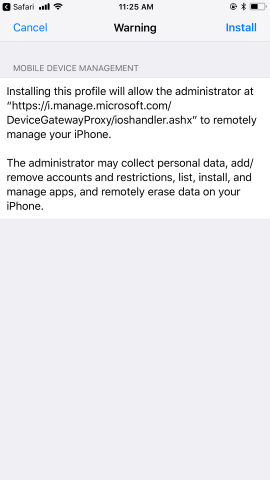 Safari 11:25 AM
Cancel Warning Install
MOBILE DEVICE MANAGEMENT
Installing this profile will allow the administrator at
“https://i.manage.microsoft.com/
DeviceGatewayProxy/ioshandler.ashx” to remotely
manage your iPhone.
The administrator may collect personal data, add/
remove accounts and restrictions, list, install, and
manage apps, and remotely erase data on your
iPhone.